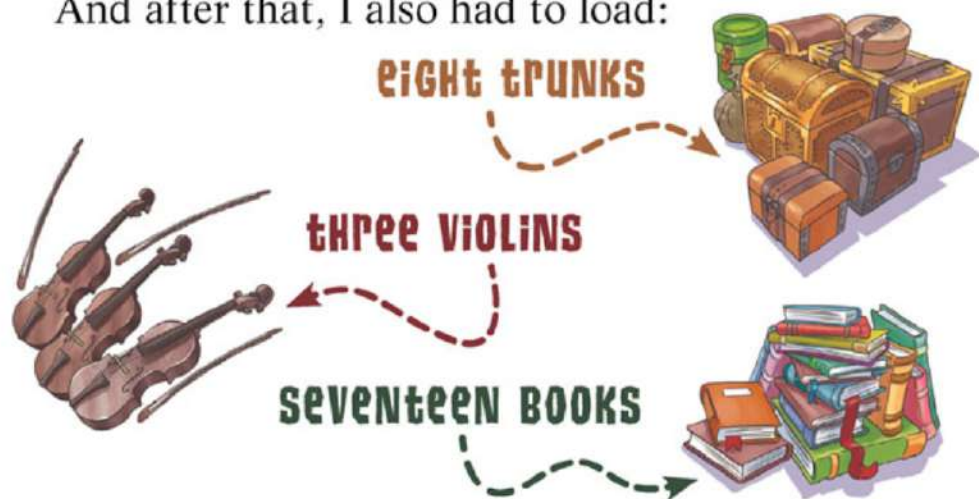 And after that, I also had to load:
eiGHt trUNKS
tHree ViOLiNS
SeVeNteeN BOOKS